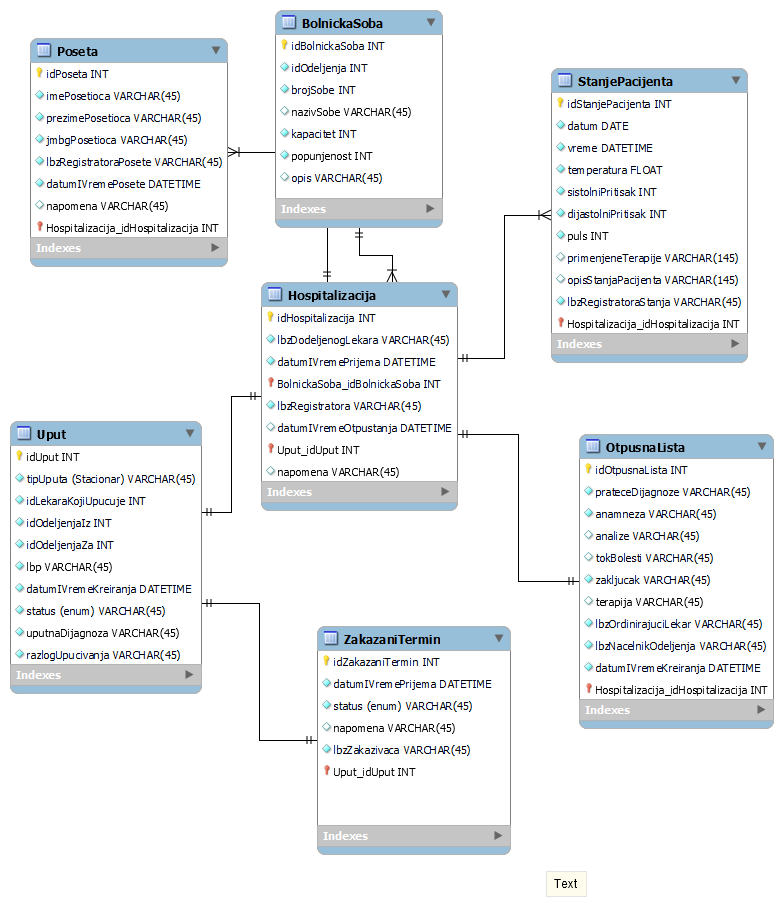 Poseta
idPoseta INT
imePosetioca VARCHAR(45)
prezimePosetioca VARCHAR(45)
jmbgPosetioca VARCHAR(45)
lbzRegistratoraPosete VARCHAR(45)
datumIVremePosete DATETIME
napomena VARCHAR(45)
Hospitalizacija_idHospitalizacija INT
Indexes
BolnickaSoba
idBolnickaSoba INT
idOdeljenja INT
brojSobe INT
nazivSobe VARCHAR(45)
kapacitet INT
popunjenost INT
opis VARCHAR(45)
Indexes
StanjePacijenta
idStanjePacijenta INT
datum DATE
vreme DATETIME
temperatura FLOAT
sistolniPritisak INT
dijastolniPritisak INT
puls INT
primenjeneTerapije VARCHAR(145)
opisStanjaPacijenta VARCHAR(145)
lbzRegistratoraStanja VARCHAR(45)
Hospitalizacija_idHospitalizacija INT
Indexes
Hospitalizacija
idHospitalizacija INT
lbzDodeljenogLekara VARCHAR(45)
datumIVremePrijema DATETIME
BolnickaSoba_idBolnickaSoba INT
lbzRegistratora VARCHAR(45)
datumIVremeOtpustanja DATETIME
Uput_idUput INT
napomena VARCHAR(45)
Indexes
Uput
idUput INT
tipUputa (Stacionar) VARCHAR(45)
idLekaraKojiUpucuje INT
idOdeljenjaIz INT
idOdeljenjaZa INT
lbp VARCHAR(45)
datumIVremeKreiranja DATETIME
status (enum) VARCHAR(45)
uputnaDijagnoza VARCHAR(45)
razlogUpucivanja VARCHAR(45)
Indexes
OtpusnaLista
idOtpusnaLista INT
prateceDijagnoze VARCHAR(45)
anamneza VARCHAR(45)
analize VARCHAR(45)
tokBolesti VARCHAR(45)
zakljucak VARCHAR(45)
terapija VARCHAR(45)
lbzOrdinirajuciLekar VARCHAR(45)
lbzNacelnikOdeljenja VARCHAR(45)
datumIVremeKreiranja DATETIME
Hospitalizacija_idHospitalizacija INT
Indexes
ZakazaniTermin
idZakazaniTermin INT
datumIVremePrijema DATETIME
status (enum) VARCHAR(45)
napomena VARCHAR(45)
lbzZakazivaca VARCHAR(45)
Uput_idUput INT
Indexes
Text